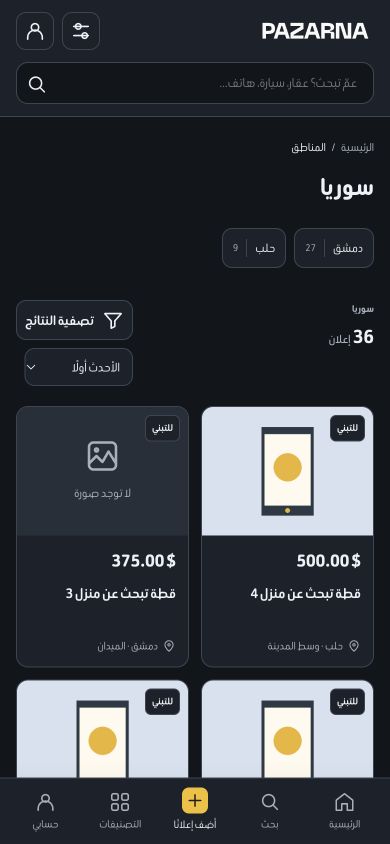 PAZARNA
عمّ تبحث؟ عقار، سيارة، هاتف...
الرئيسية / المناطق
سوريا
دمشق 27
حلب 9
سوريا
36 إعلان
تصفية النتائج
الأحدث أولًا
للتبني
500.00 $
قطة تبحث عن منزل 4
حلب · وسط المدينة
للتبني
لا توجد صورة
375.00 $
قطة تبحث عن منزل 3
دمشق · الميدان
للتبني
للتبني
الرئيسية
بحث
أضف إعلانًا
التصنيفات
حسابي